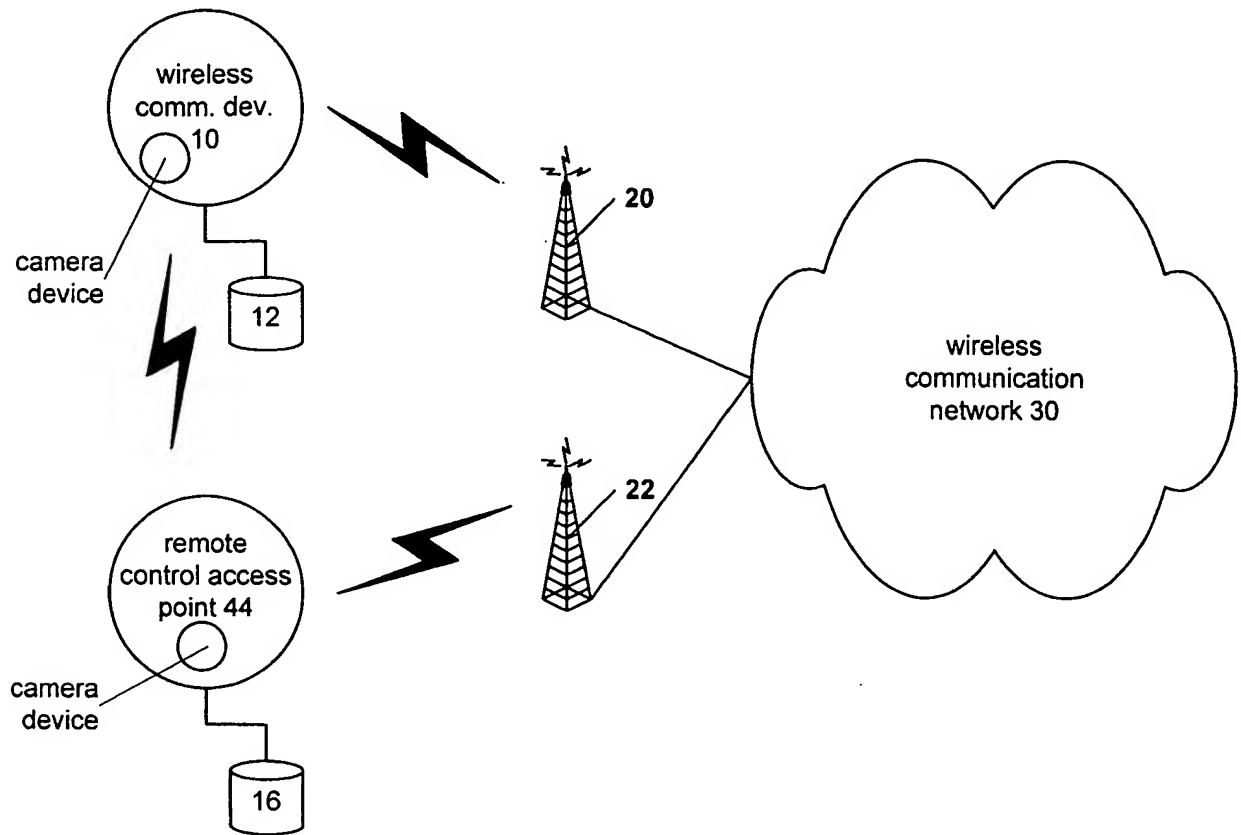 wireless
comm. dev.
10
camera
device
12
20
wireless
communication
network 30
22
remote
control access
point 44
camera
device
16